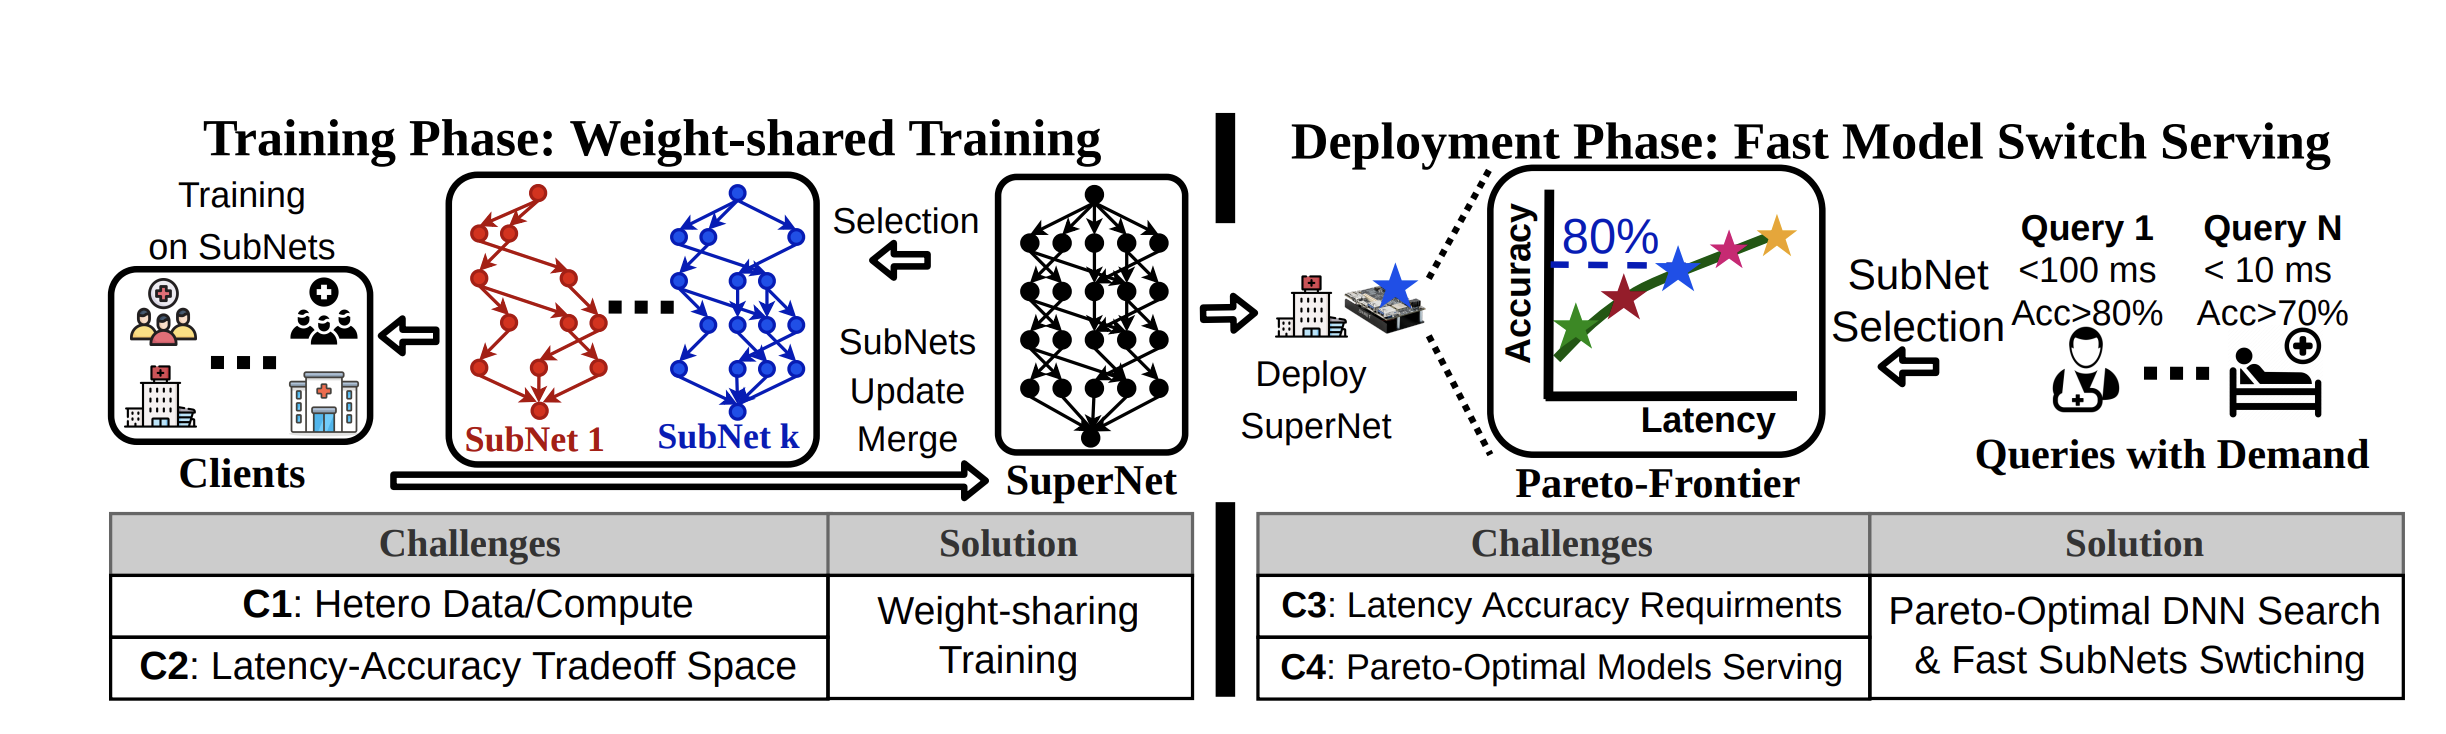 Training Phase: Weight-shared Training
Training
on SubNets
Clients
SubNet 1
SubNet k
Selection
SubNets
Update
Merge
SuperNet
Challenges
Solution
C1: Hetero Data/Compute
C2: Latency-Accuracy Tradeoff Space
Weight-sharing
Training
Deployment Phase: Fast Model Switch Serving
Deploy
SuperNet
Accuracy
80%
Latency
Pareto-Frontier
SubNet
Selection
Query 1
<100 ms
Acc>80%
Query N
< 10 ms
Acc>70%
Queries with Demand
Challenges
Solution
C3: Latency Accuracy Requirments
C4: Pareto-Optimal Models Serving
Pareto-Optimal DNN Search
& Fast SubNets Swtiching